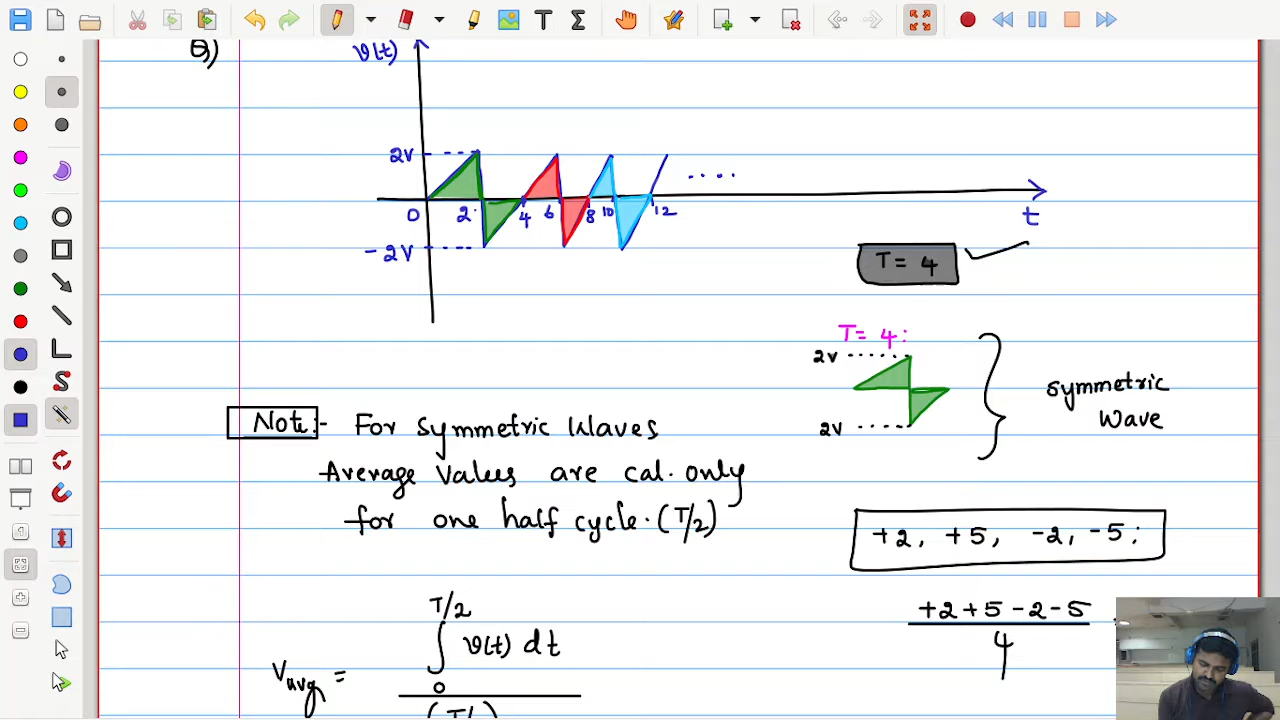 Q)
v(t)
2V
0 2 4 6 8 10 12
. . . .
t
-2V
T = 4
T = 4 :
2V
2V
Symmetric
Wave
Note:- For Symmetric Waves
Average Values are cal. only
for one half cycle. (T/2)
+2, +5, -2, -5 :
T/2
∫ v(t) dt
0
Vavg =
(T/
+2 +5 -2 -5
4